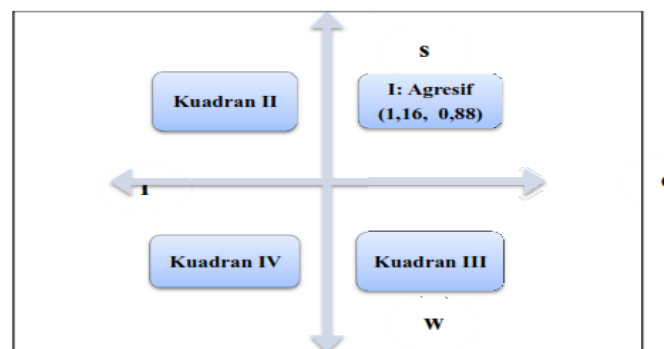 S
Kuadran II
I: Agresif
(1,16, 0,88)
Kuadran IV
Kuadran III
W